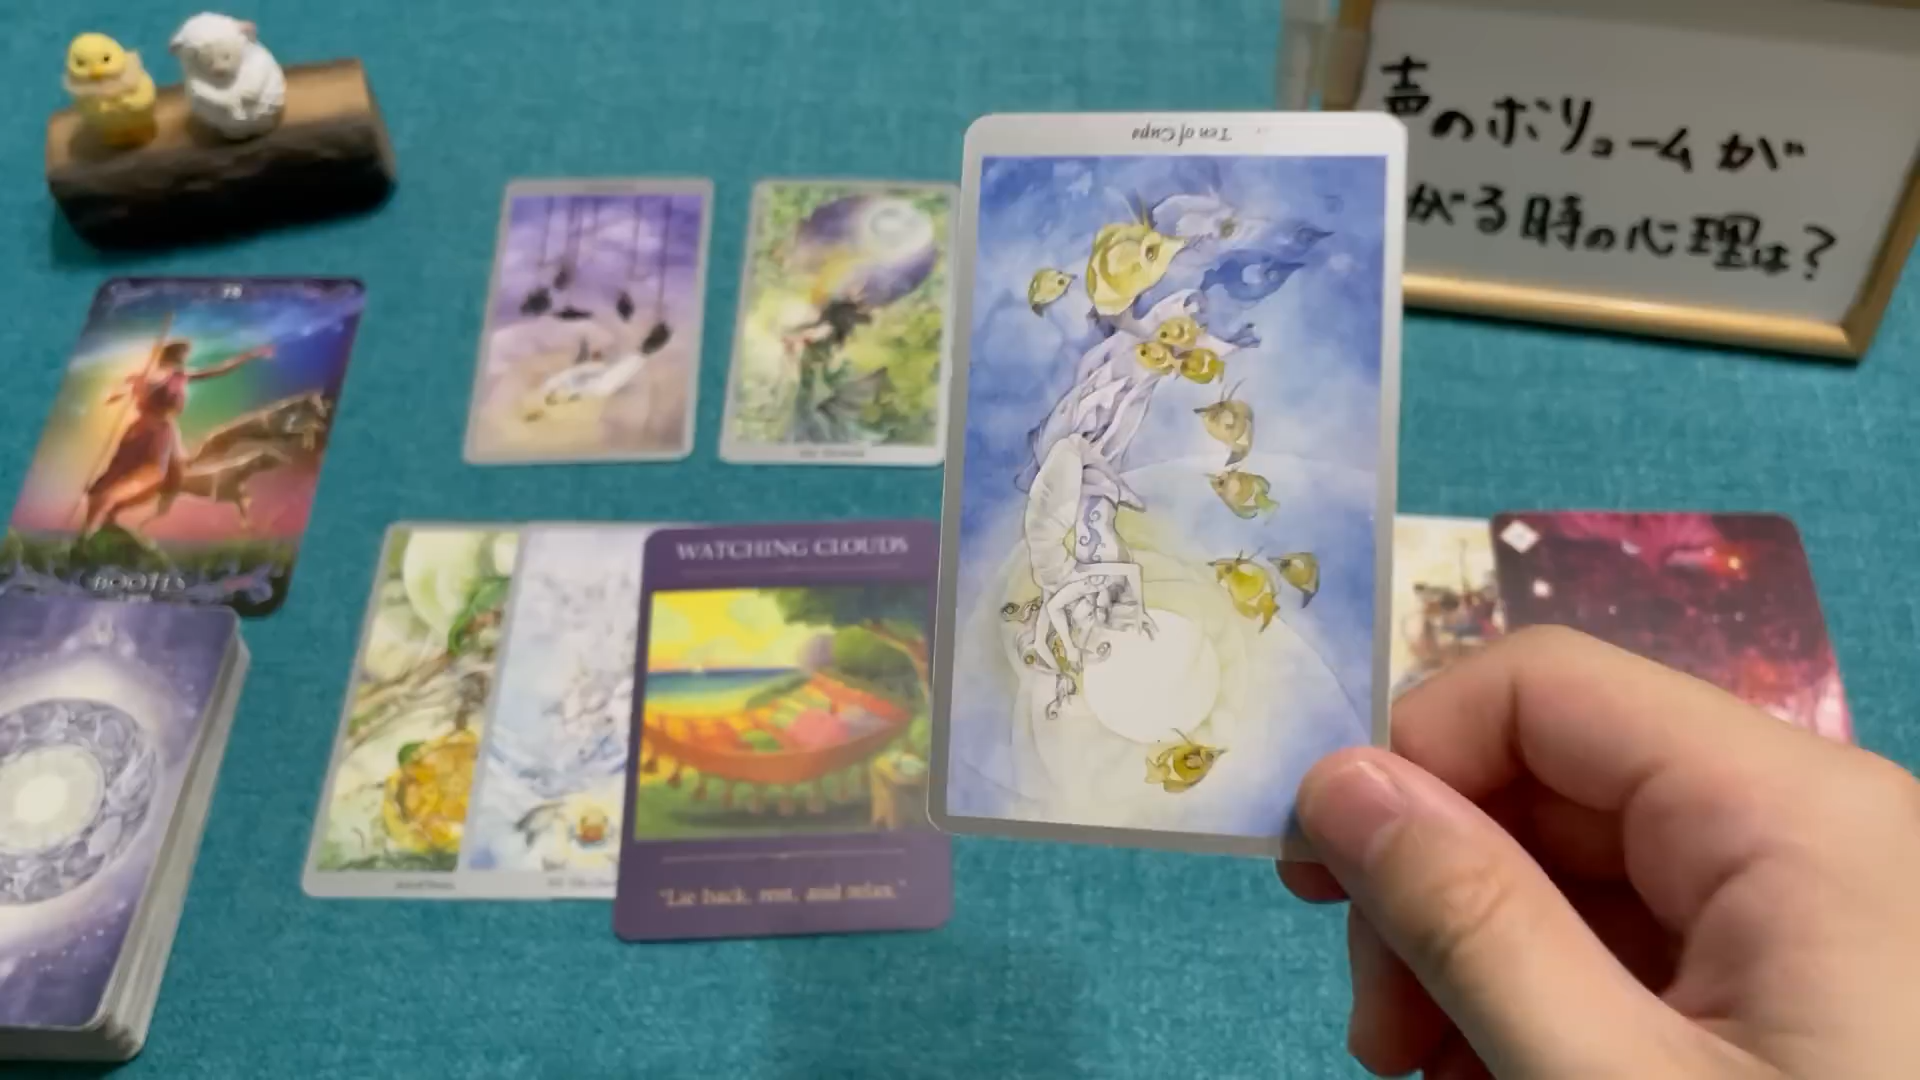 声のボリュームが
がる時の心理は?
Ten of Cups
WATCHING CLOUDS
"Lie back, rest, and relax."
BOOTES